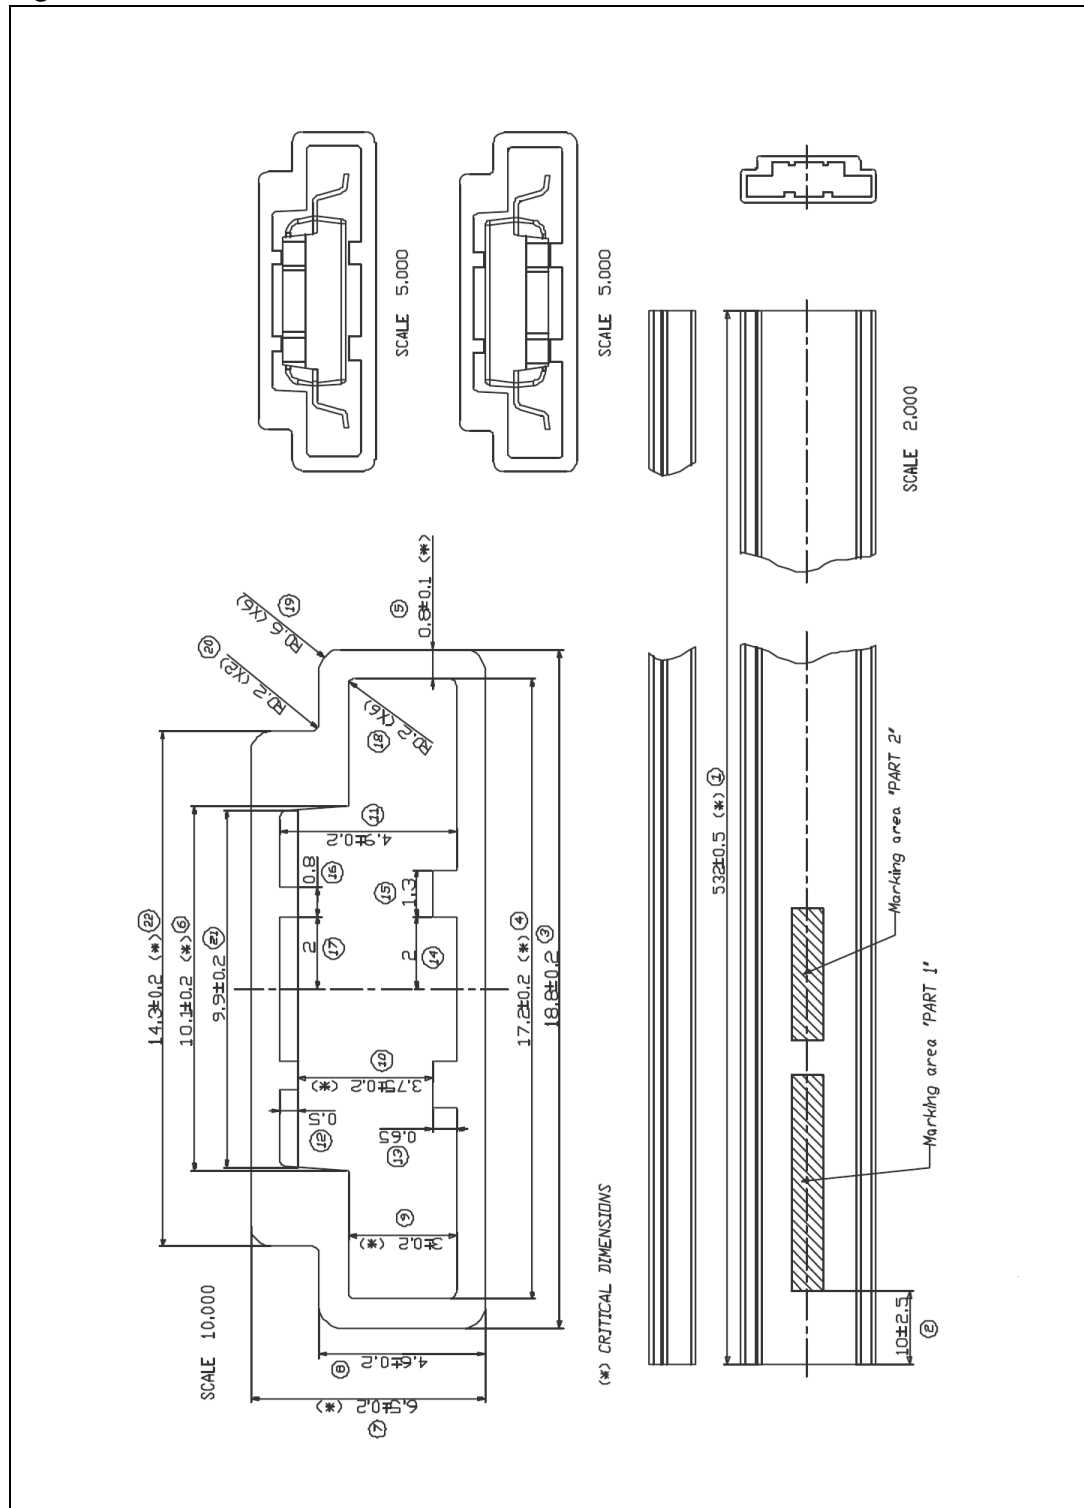 SCALE 5.000
SCALE 5.000
SCALE 2.000
SCALE 10.000
532±0.5 (*) 1
10±2.5 2
18.8±0.2 3
17.2±0.2 (*) 4
0.8±0.1 (*) 5
10.1±0.2 (*) 6
6.5±0.2 (*) 7
4.6±0.2 8
3±0.2 (*) 9
3.75±0.2 (*) 10
4.9±0.2 11
0.5 12
0.65 13
2 14
1.3 15
0.8 16
2 17
R0.2 (X6) 18
R0.6 (X6) 19
R0.2 (X2) 20
9.9±0.2 21
14.3±0.2 (*) 22
Marking area "PART 2"
Marking area "PART 1"
(*) CRITICAL DIMENSIONS